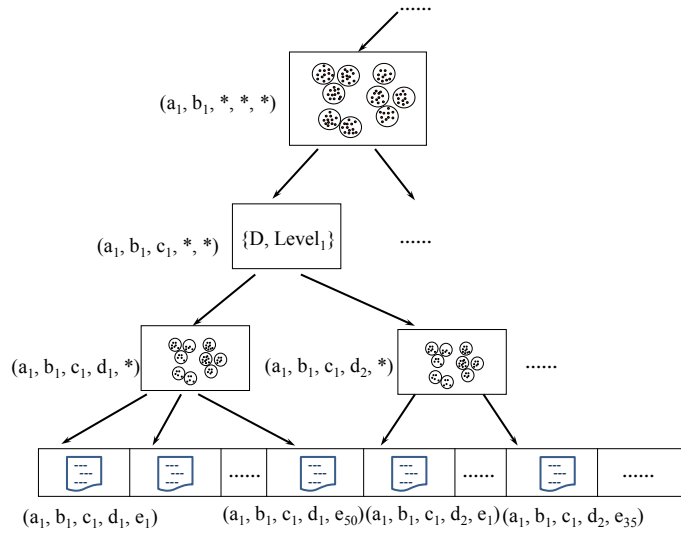 ......
(a₁, b₁, *, *, *)
(a₁, b₁, c₁, *, *)
{D, Level₁}
......
(a₁, b₁, c₁, d₁, *)
(a₁, b₁, c₁, d₂, *)
......
...... ...... ......
(a₁, b₁, c₁, d₁, e₁)
(a₁, b₁, c₁, d₁, e₅₀)
(a₁, b₁, c₁, d₂, e₁)
(a₁, b₁, c₁, d₂, e₃₅)